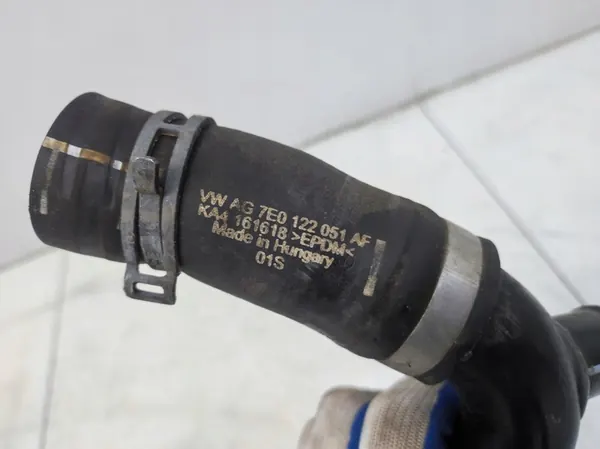 VW AG 7E0 122 051 AF
KA4 161618 >EPDM<
Made in Hungary
01S